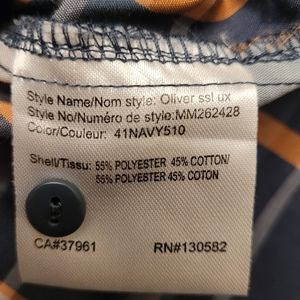 Style Name/Nom style: Oliver ssl ux
Style No/Numéro de style:MM262428
Color/Couleur: 41NAVY510
Shell/Tissu: 55% POLYESTER 45% COTTON/
55% POLYESTER 45% COTON
CA#37961 RN#130582